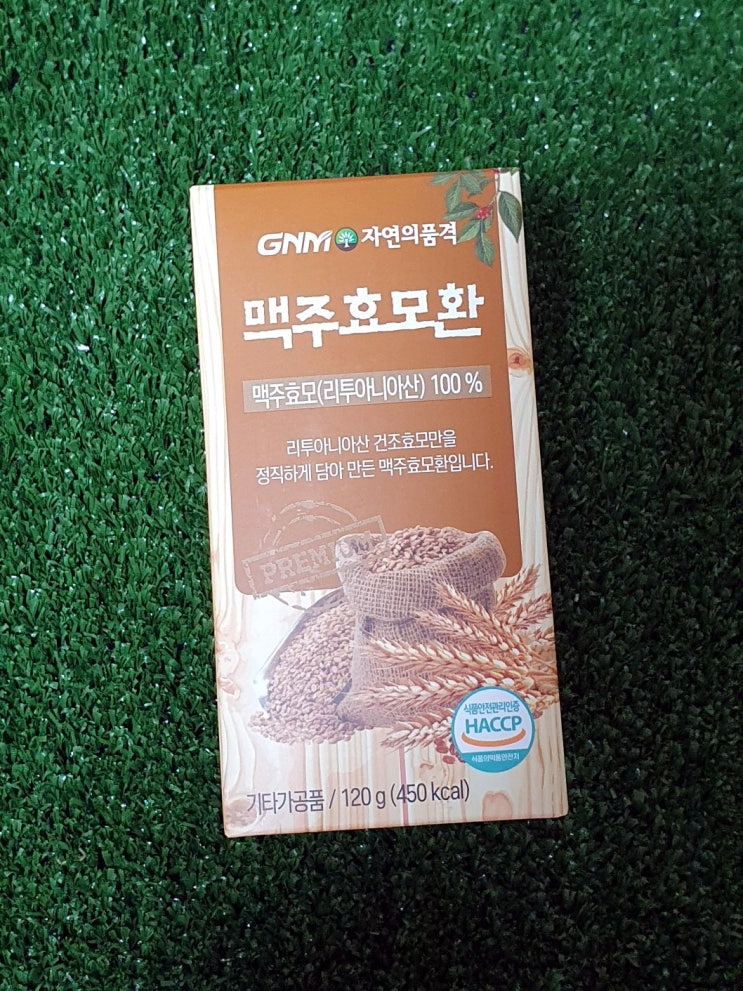 GNM 자연의품격
맥주효모환
맥주효모(리투아니아산) 100 %
리투아니아산 건조효모만을
정직하게 담아 만든 맥주효모환입니다.
PREMIUM
식품안전관리인증
HACCP
식품의약품안전처
기타가공품 / 120 g (450 kcal)